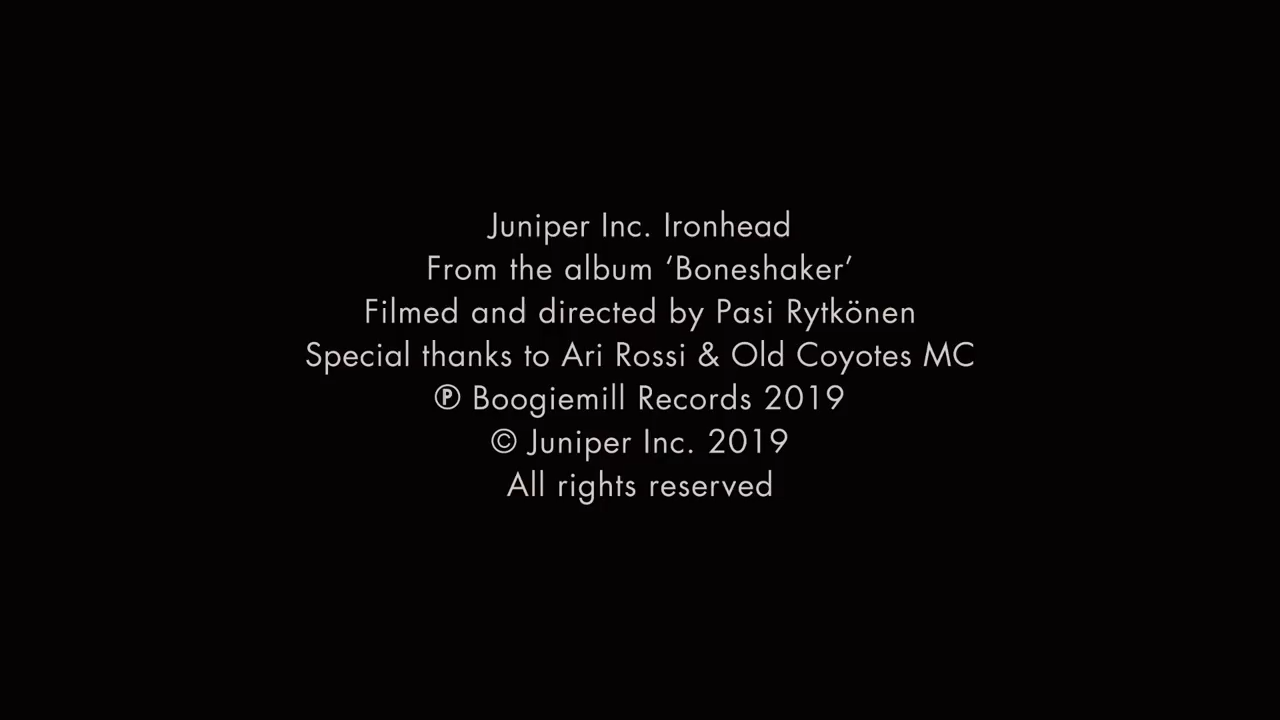 Juniper Inc. Ironhead
From the album ‘Boneshaker’
Filmed and directed by Pasi Rytkönen
Special thanks to Ari Rossi & Old Coyotes MC
℗ Boogiemill Records 2019
© Juniper Inc. 2019
All rights reserved